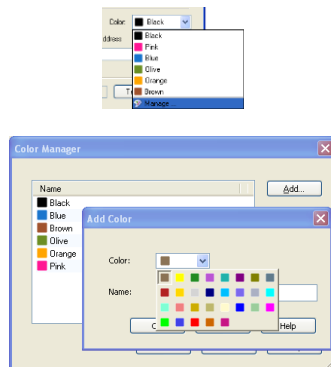 Color Black
Black
Pink
Blue
Olive
Orange
Brown
Manage...
Color Manager
Name
Add...
Black
Blue
Brown
Olive
Orange
Pink
Add Color
Color:
Name:
Help